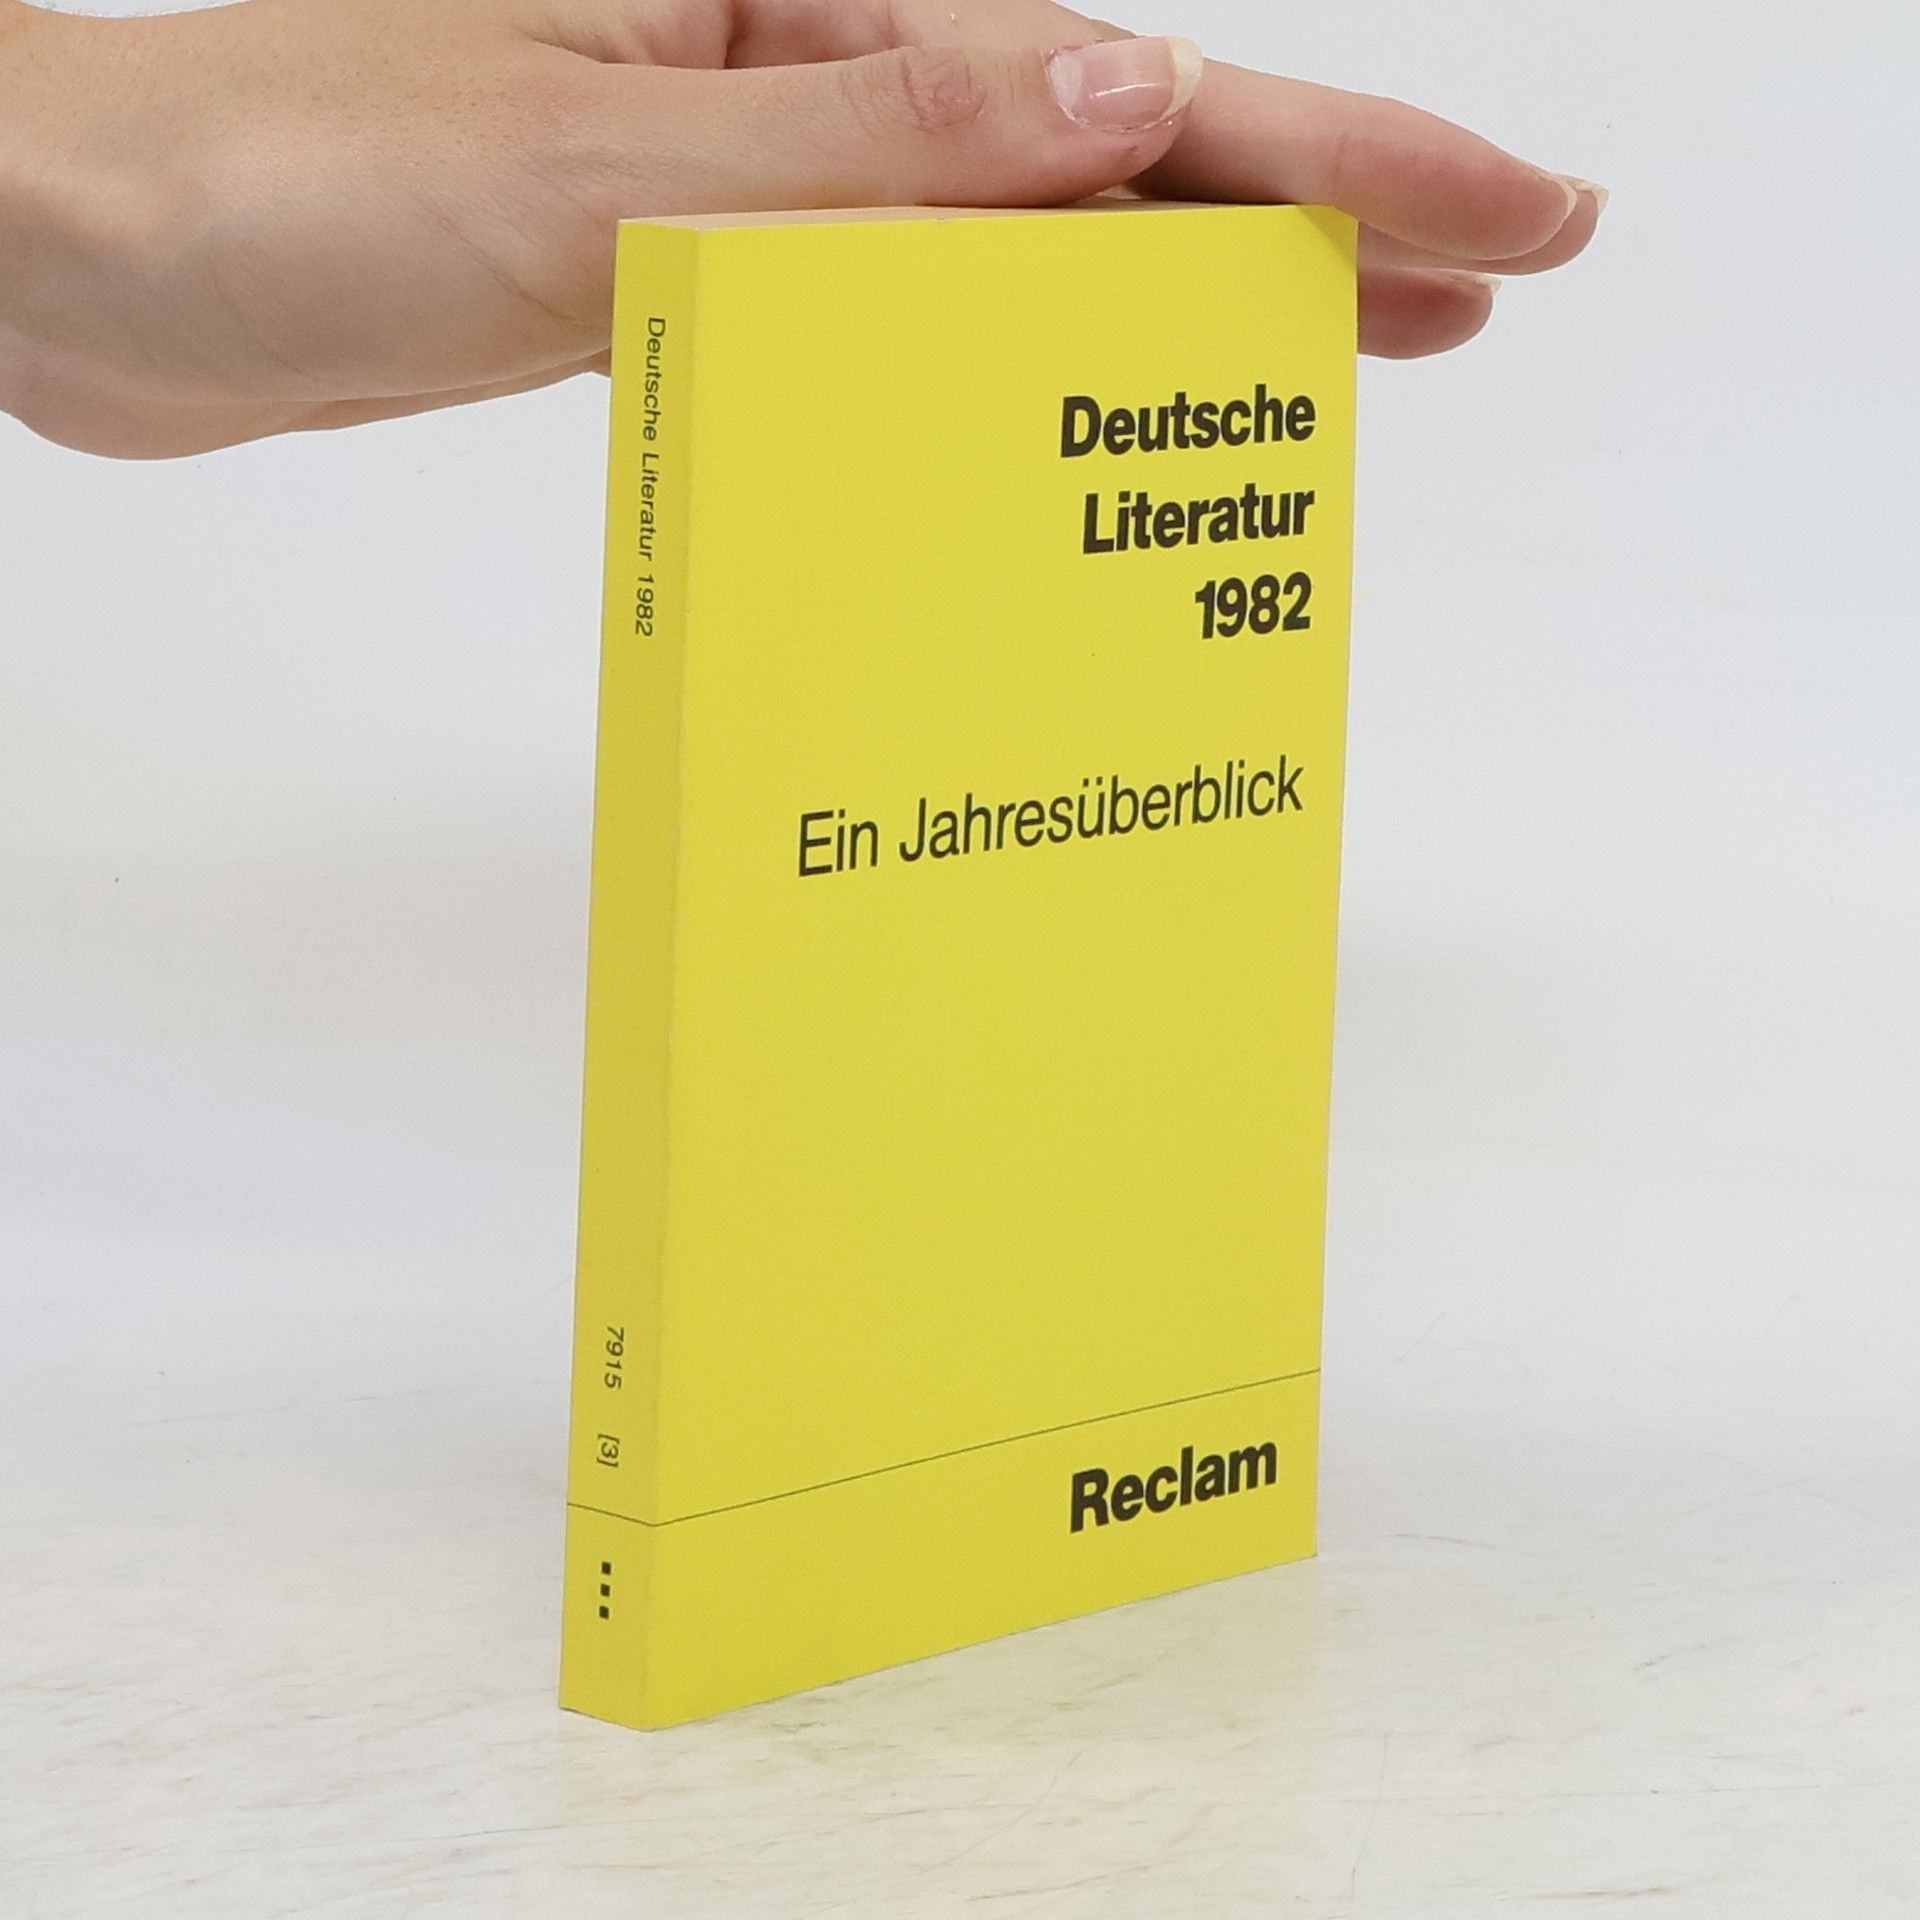 Deutsche Literatur 1982
7915 [3]
Deutsche
Literatur
1982
Ein Jahresüberblick
Reclam